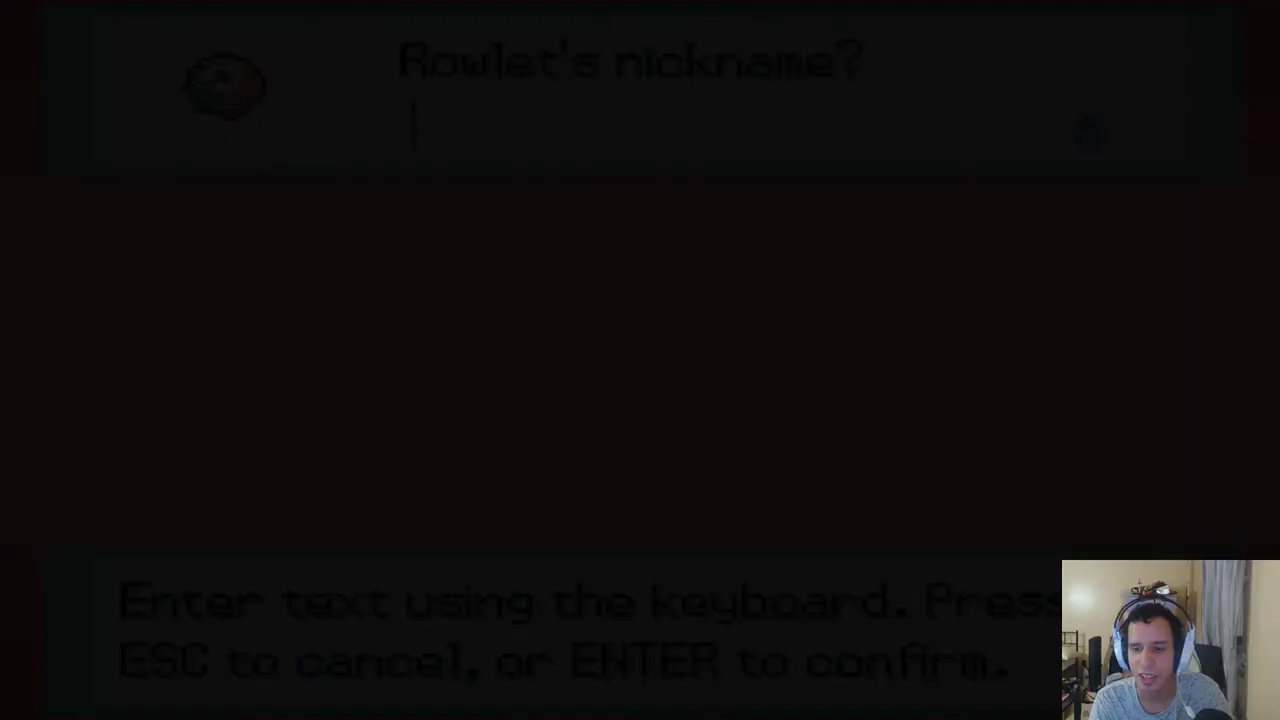 Rowlet's nickname?
Enter text using the keyboard. Press
ESC to cancel, or ENTER to confirm.